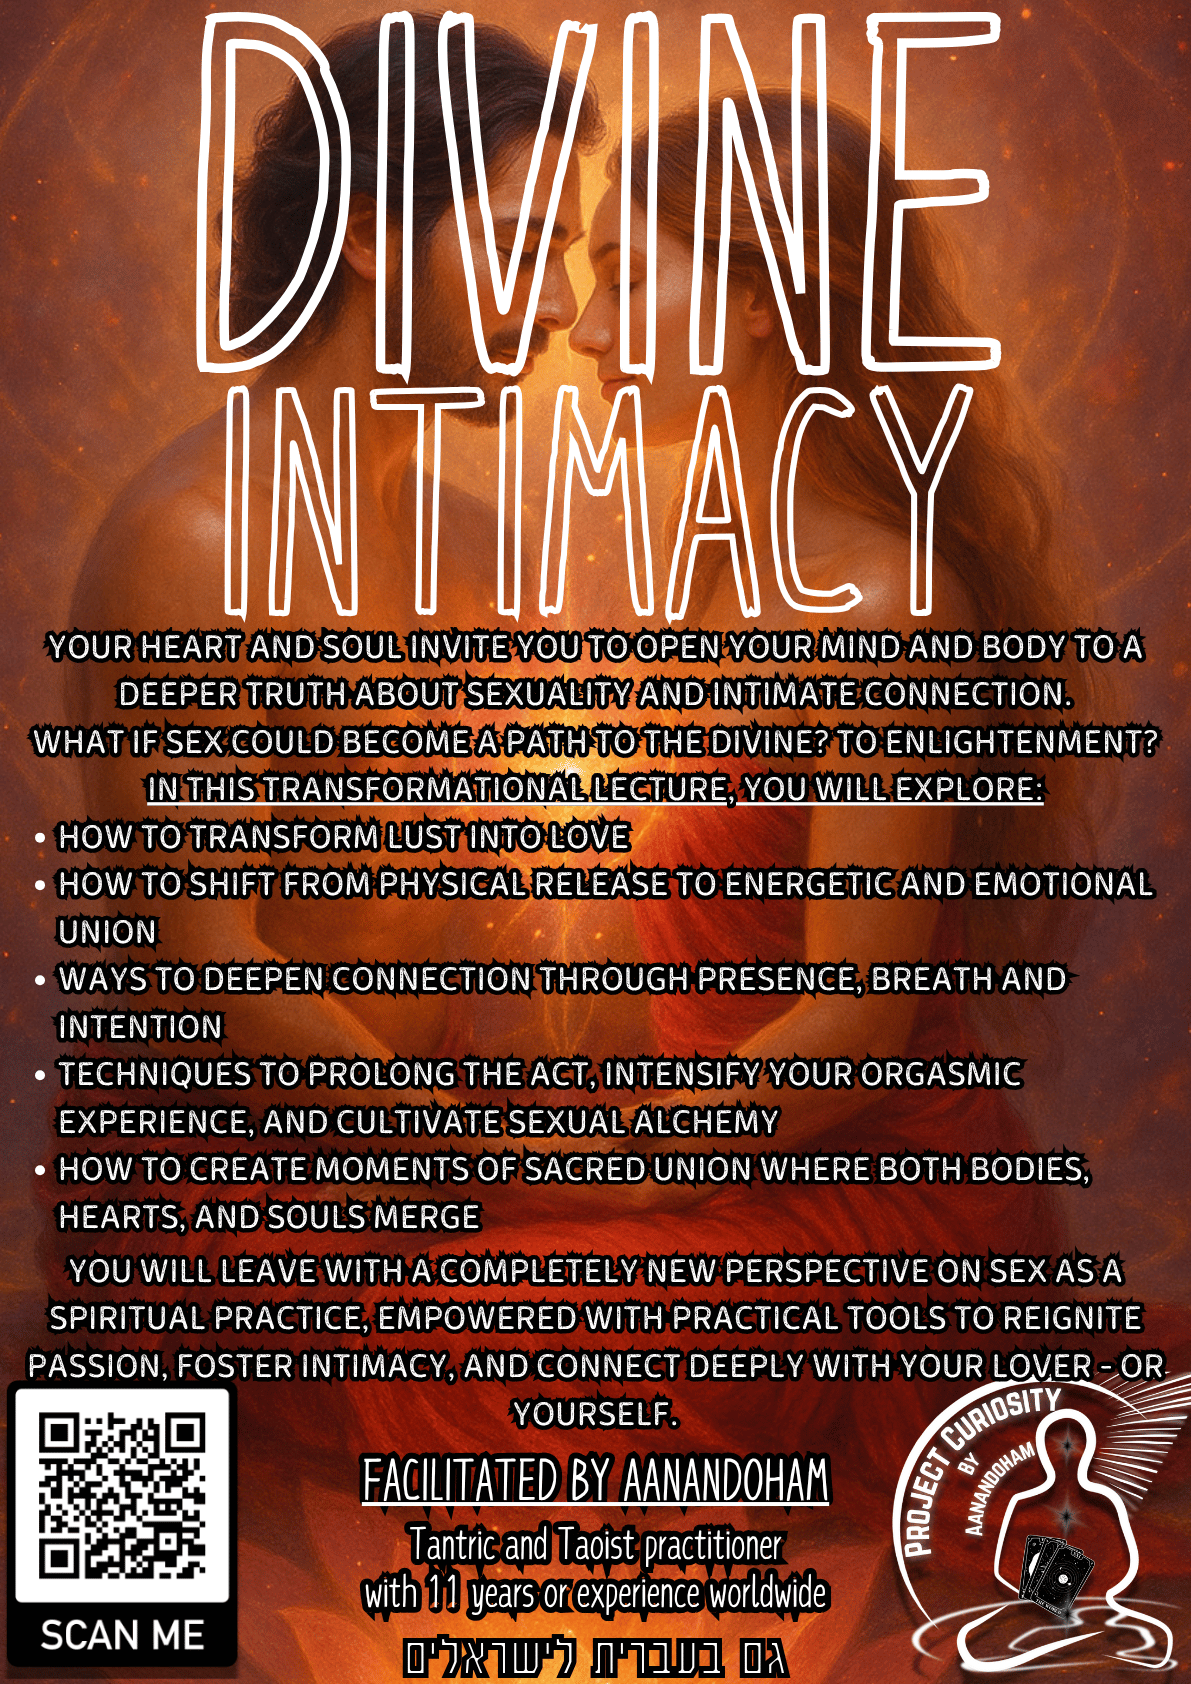 DIVINE
INTIMACY
YOUR HEART AND SOUL INVITE YOU TO OPEN YOUR MIND AND BODY TO A
DEEPER TRUTH ABOUT SEXUALITY AND INTIMATE CONNECTION.
WHAT IF SEX COULD BECOME A PATH TO THE DIVINE? TO ENLIGHTENMENT?
IN THIS TRANSFORMATIONAL LECTURE, YOU WILL EXPLORE:
• HOW TO TRANSFORM LUST INTO LOVE
• HOW TO SHIFT FROM PHYSICAL RELEASE TO ENERGETIC AND EMOTIONAL
UNION
• WAYS TO DEEPEN CONNECTION THROUGH PRESENCE, BREATH AND
INTENTION
• TECHNIQUES TO PROLONG THE ACT, INTENSIFY YOUR ORGASMIC
EXPERIENCE, AND CULTIVATE SEXUAL ALCHEMY
• HOW TO CREATE MOMENTS OF SACRED UNION WHERE BOTH BODIES,
HEARTS, AND SOULS MERGE
YOU WILL LEAVE WITH A COMPLETELY NEW PERSPECTIVE ON SEX AS A
SPIRITUAL PRACTICE, EMPOWERED WITH PRACTICAL TOOLS TO REIGNITE
PASSION, FOSTER INTIMACY, AND CONNECT DEEPLY WITH YOUR LOVER - OR
YOURSELF.
FACILITATED BY AANANDOHAM
Tantric and Taoist practitioner
with 11 years or experience worldwide
גם בעברית לישראלים
SCAN ME
PROJECT CURIOSITY
BY
AANANDOHAM
THE WORLD